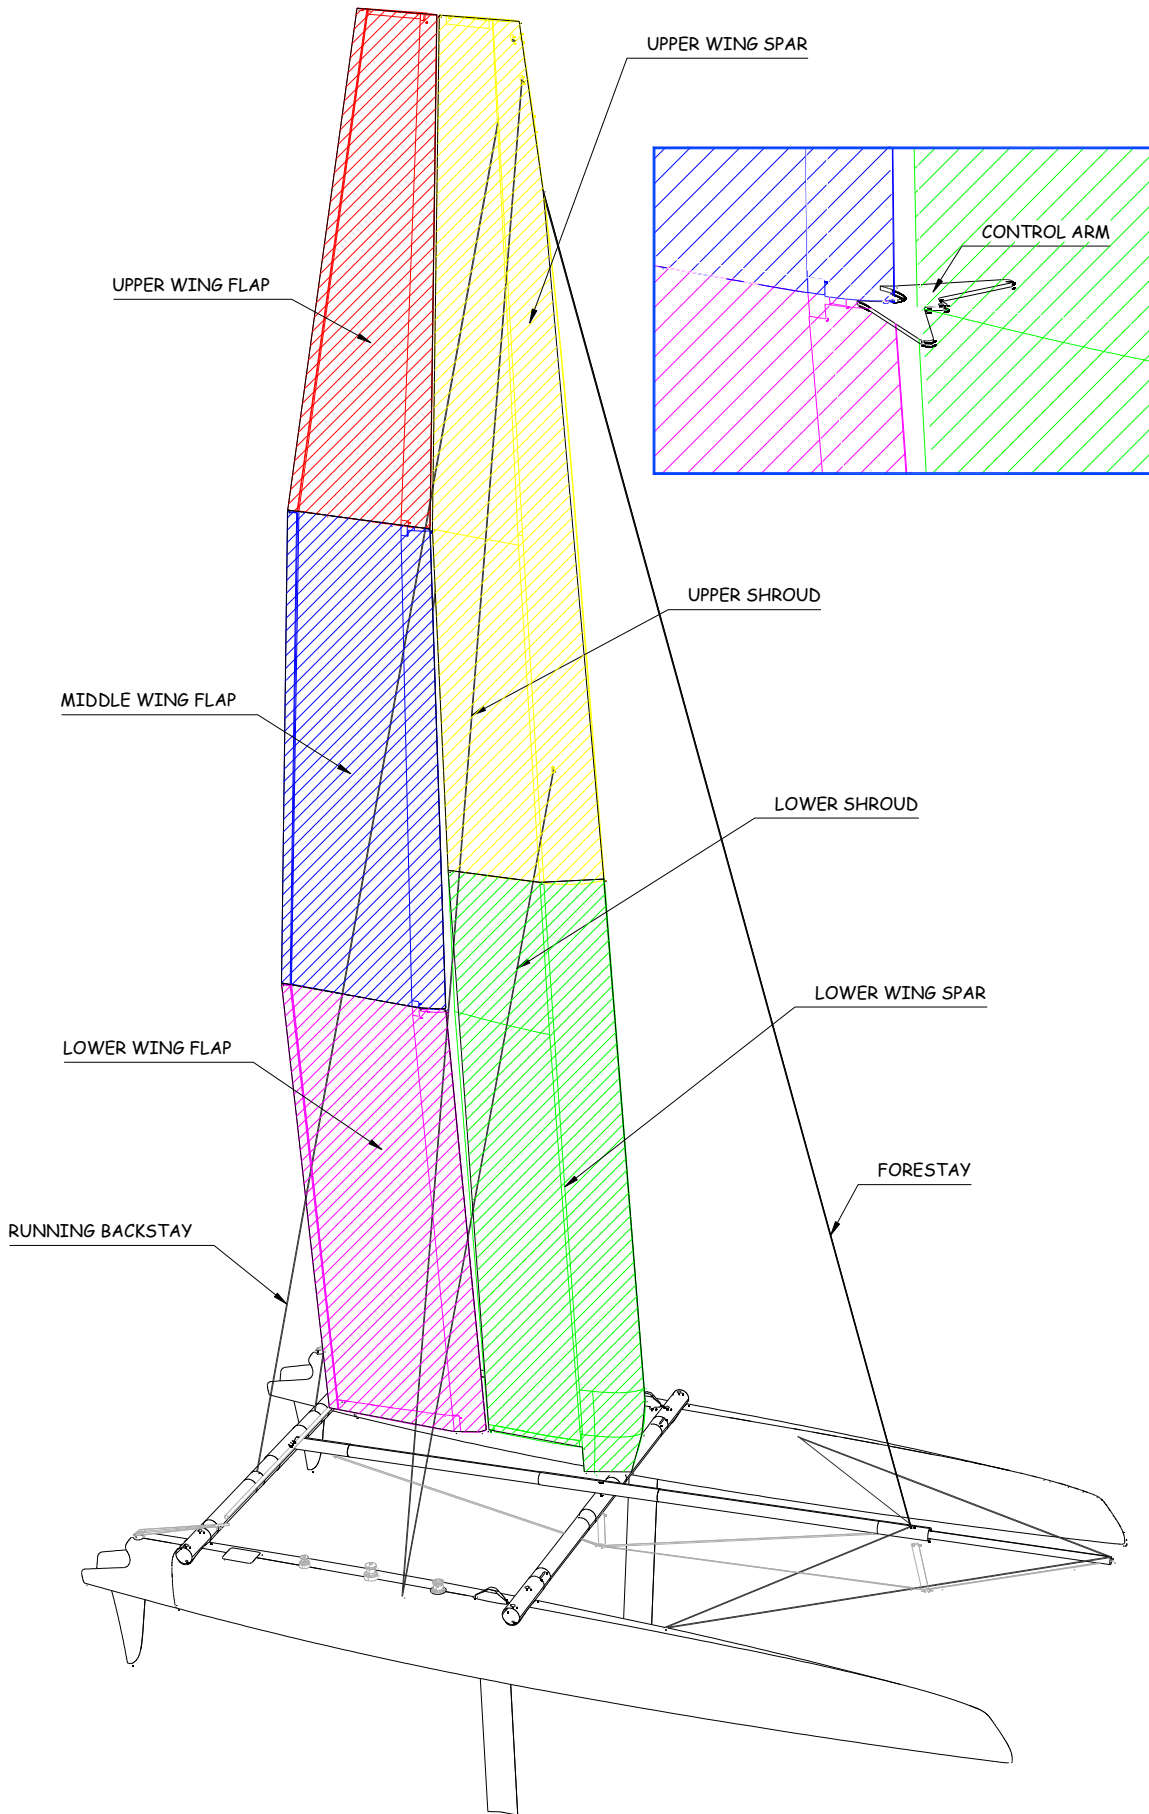 UPPER WING SPAR
CONTROL ARM
UPPER WING FLAP
UPPER SHROUD
MIDDLE WING FLAP
LOWER SHROUD
LOWER WING SPAR
LOWER WING FLAP
FORESTAY
RUNNING BACKSTAY